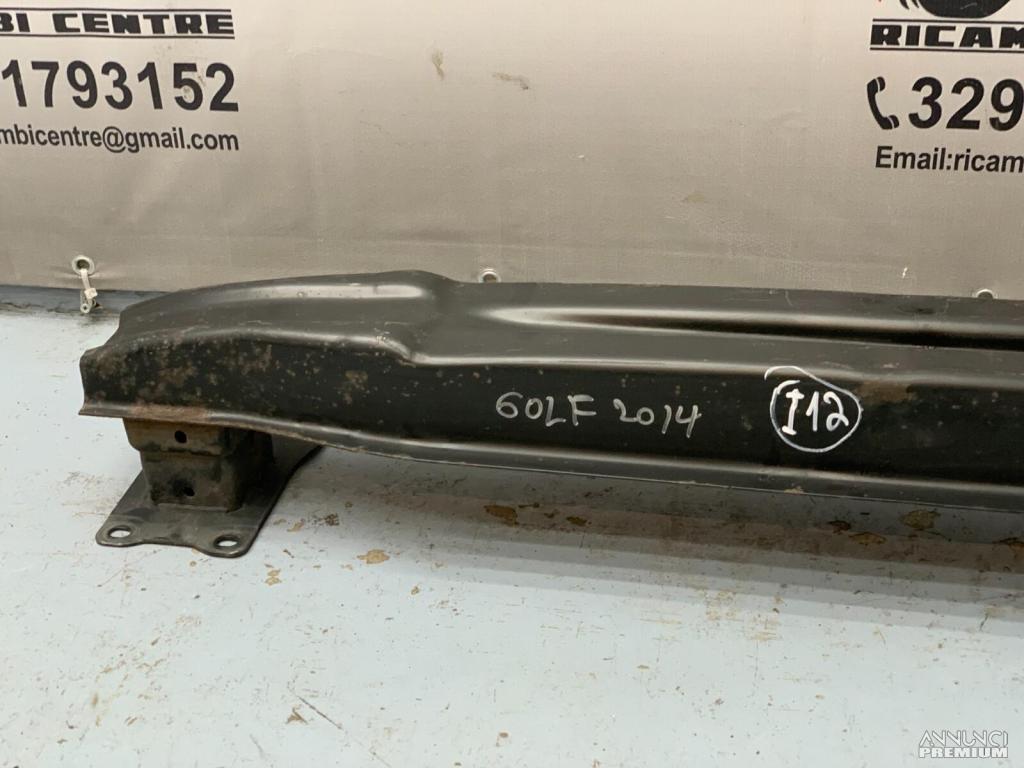 BI CENTRE
1793152
mbicentre@gmail.com
RICAM
329
Email:ricam
GOLF 2014
I12
ANNUNCI
PREMIUM